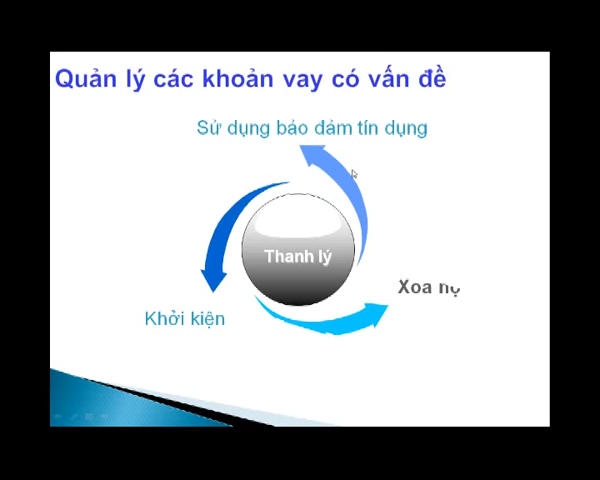 Quản lý các khoản vay có vấn đề
Sử dụng bảo đảm tín dụng
Thanh lý
Xoa nợ
Khởi kiện